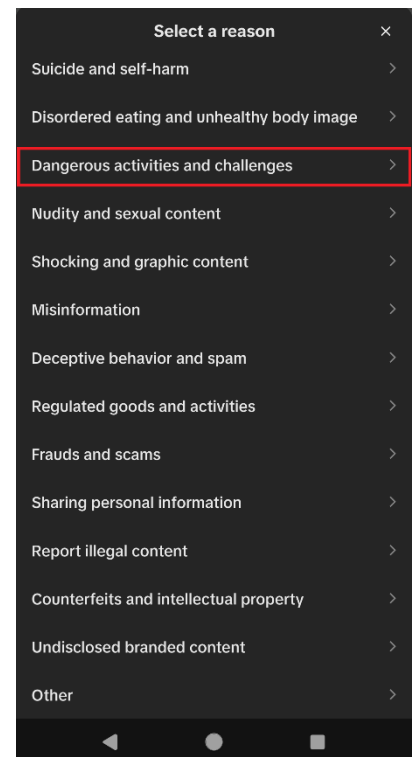 Select a reason
Suicide and self-harm
Disordered eating and unhealthy body image
Dangerous activities and challenges
Nudity and sexual content
Shocking and graphic content
Misinformation
Deceptive behavior and spam
Regulated goods and activities
Frauds and scams
Sharing personal information
Report illegal content
Counterfeits and intellectual property
Undisclosed branded content
Other